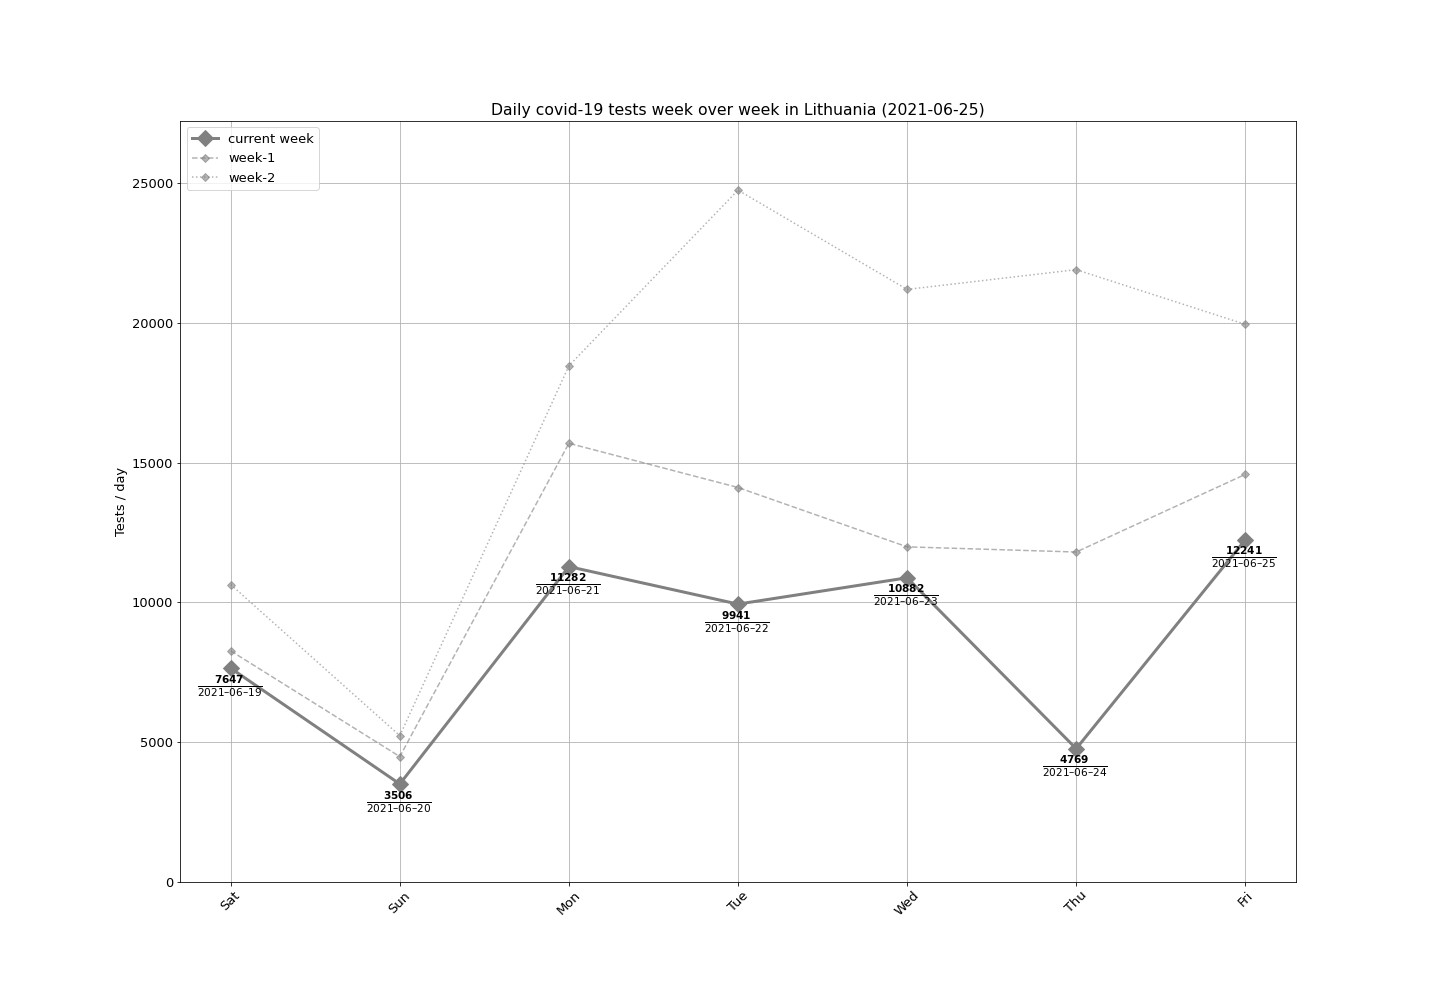 Daily covid-19 tests week over week in Lithuania (2021-06-25)
current week
week-1
week-2
25000
20000
15000
10000
5000
0
Tests / day
7647
2021–06–19
3506
2021–06–20
11282
2021–06–21
9941
2021–06–22
10882
2021–06–23
4769
2021–06–24
12241
2021–06–25
Sat
Sun
Mon
Tue
Wed
Thu
Fri